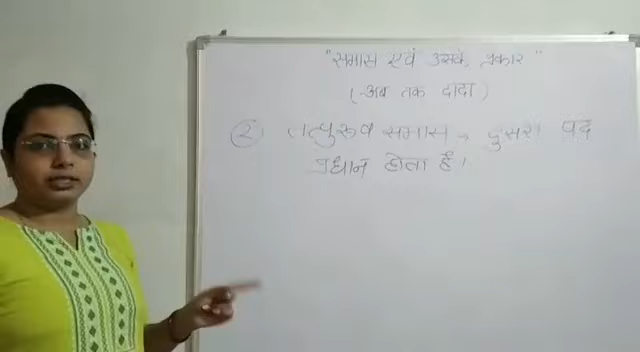 "समास एवं उसके प्रकार"
(अब तक दादा)
② तत्पुरूष समास → दुसरा पद
प्रधान होता है।